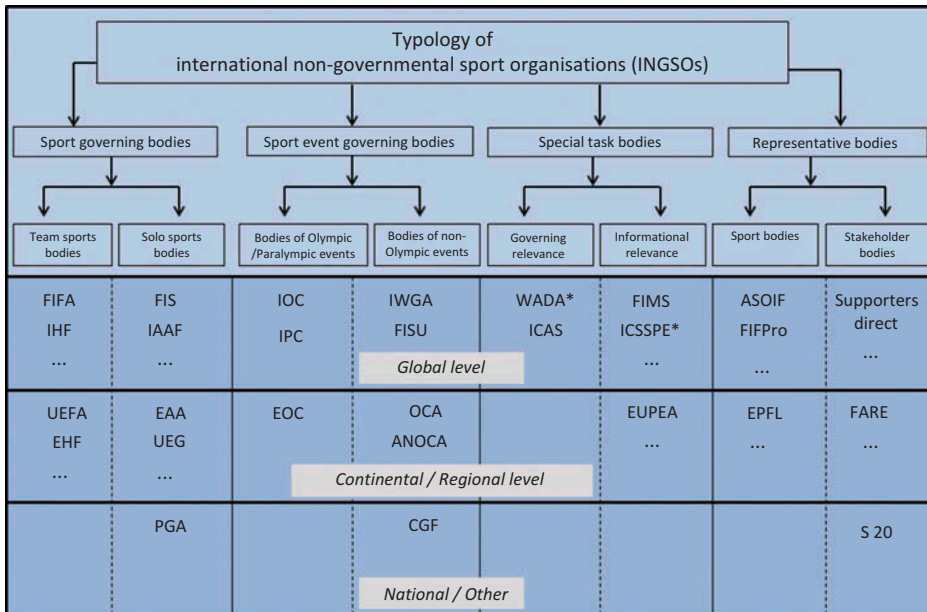 Typology of
international non-governmental sport organisations (INGSOs)
Sport governing bodies
Sport event governing bodies
Special task bodies
Representative bodies
Team sports
bodies
Solo sports
bodies
Bodies of Olympic
/Paralympic events
Bodies of non-
Olympic events
Governing
relevance
Informational
relevance
Sport bodies
Stakeholder
bodies
FIFA
IHF
...
FIS
IAAF
...
IOC
IPC
IWGA
FISU
WADA*
ICAS
FIMS
ICSSPE*
...
ASOIF
FIFPro
...
Supporters
direct
...
Global level
UEFA
EHF
...
EAA
UEG
...
EOC
OCA
ANOCA
EUPEA
...
EPFL
...
FARE
...
Continental / Regional level
PGA
CGF
S 20
National / Other